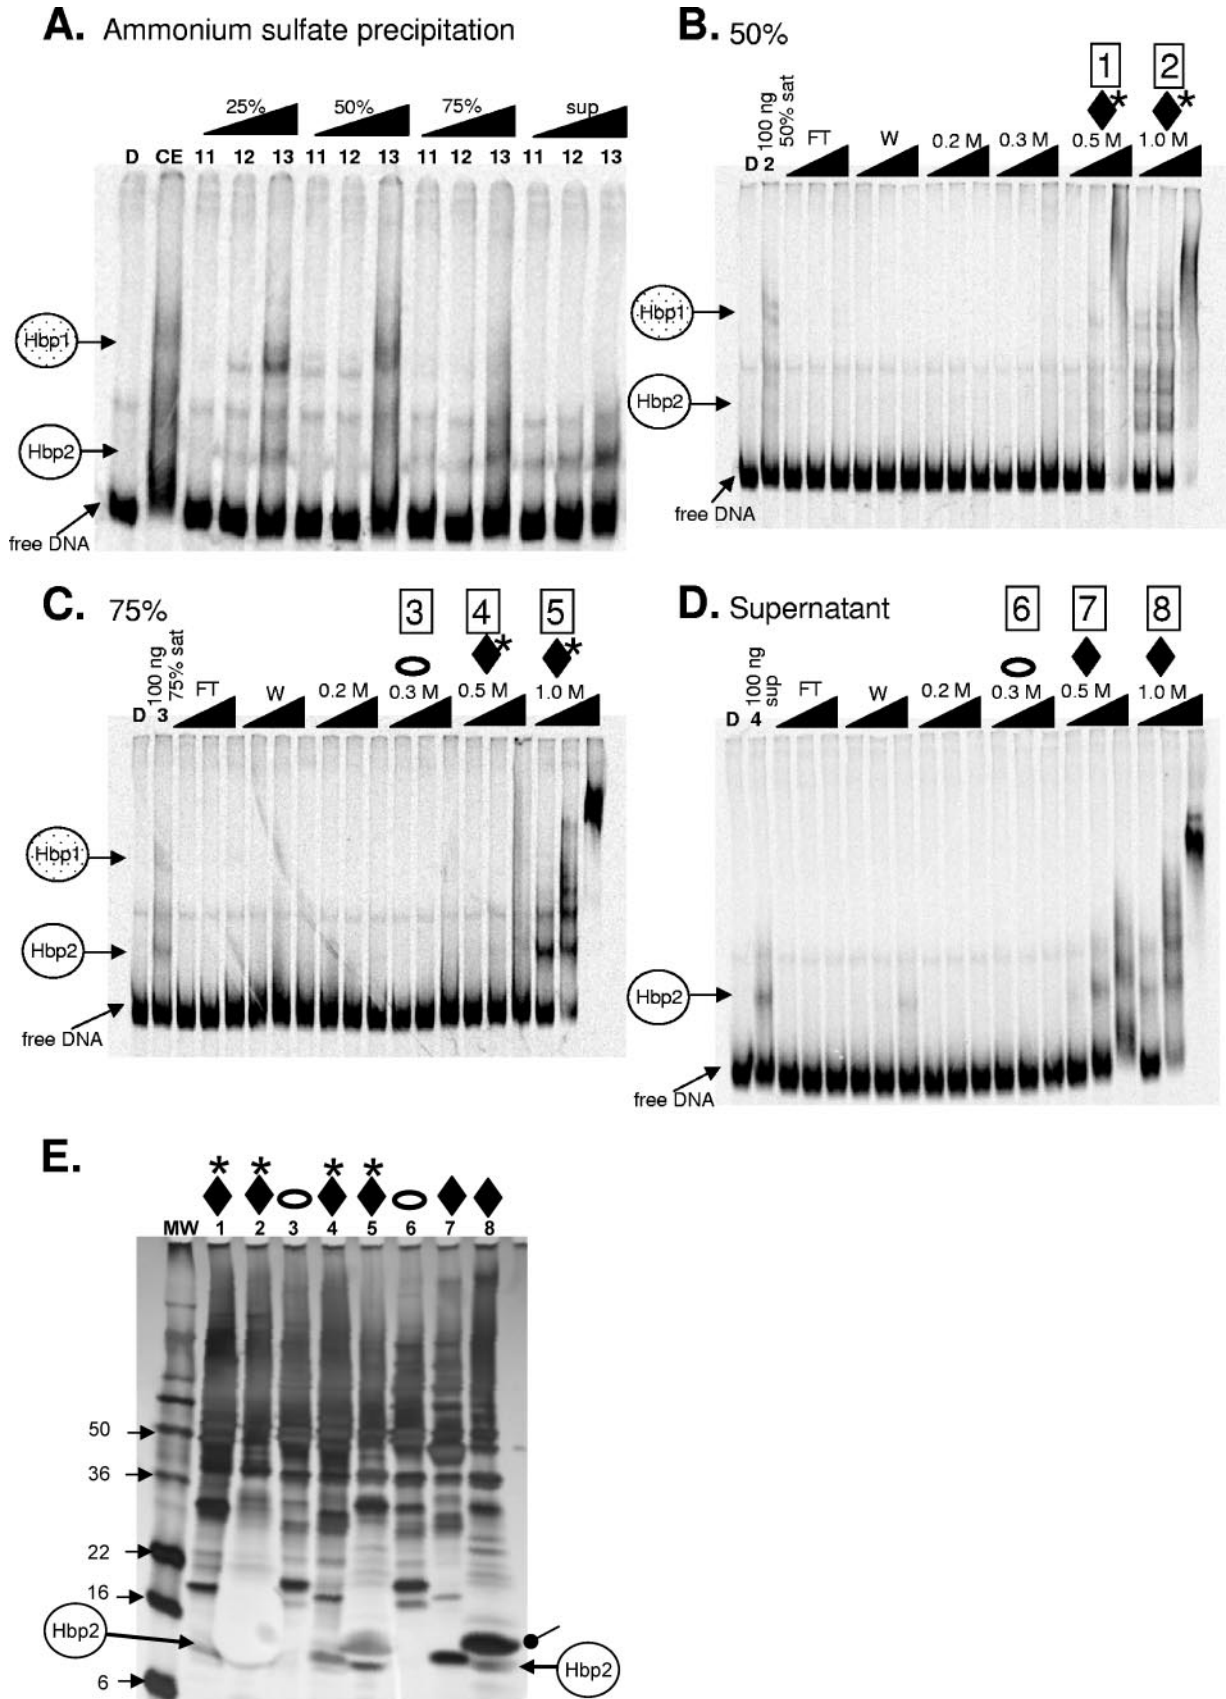 A. Ammonium sulfate precipitation
25% 50% 75% sup
D CE 11 12 13 11 12 13 11 12 13 11 12 13
Hbp1
Hbp2
free DNA
B. 50%
1 2
* *
100 ng
50% sat
FT W 0.2 M 0.3 M 0.5 M 1.0 M
D 2
Hbp1
Hbp2
free DNA
C. 75%
3 4 5
* *
100 ng
75% sat
FT W 0.2 M 0.3 M 0.5 M 1.0 M
D 3
Hbp1
Hbp2
free DNA
D. Supernatant
6 7 8
100 ng
sup
FT W 0.2 M 0.3 M 0.5 M 1.0 M
D 4
Hbp2
free DNA
E.
* * * *
MW 1 2 3 4 5 6 7 8
50
36
22
16
Hbp2
6
Hbp2